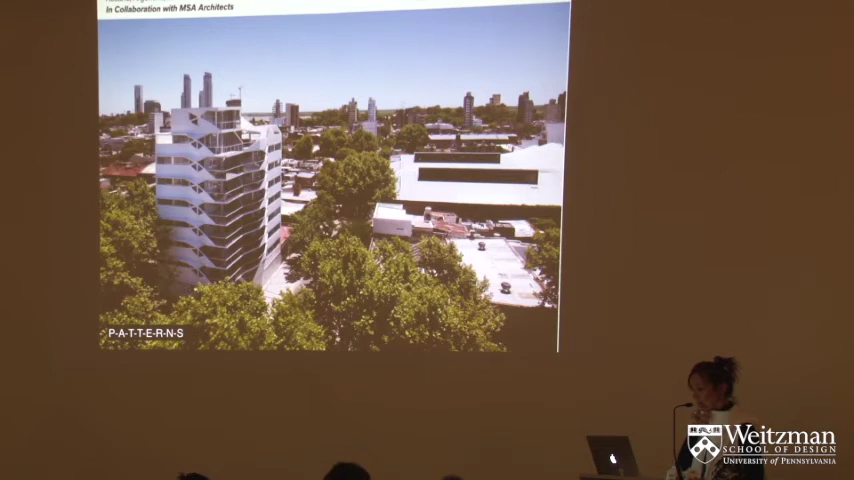 In Collaboration with MSA Architects
P-A-T-T-E-R-N-S
Weitzman
SCHOOL OF DESIGN
UNIVERSITY of PENNSYLVANIA